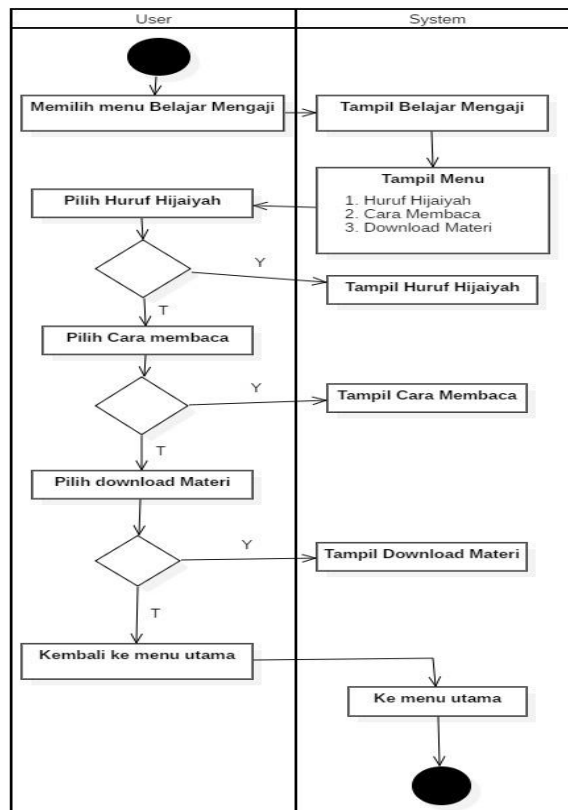 User
System
Memilih menu Belajar Mengaji
Tampil Belajar Mengaji
Tampil Menu
1. Huruf Hijaiyah
2. Cara Membaca
3. Download Materi
Pilih Huruf Hijaiyah
Y
Tampil Huruf Hijaiyah
T
Pilih Cara membaca
Y
Tampil Cara Membaca
T
Pilih download Materi
Y
Tampil Download Materi
T
Kembali ke menu utama
Ke menu utama